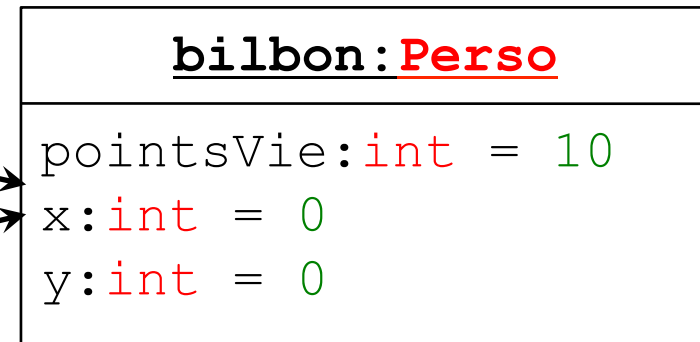 bilbon:Perso
pointsVie:int = 10
x:int = 0
y:int = 0